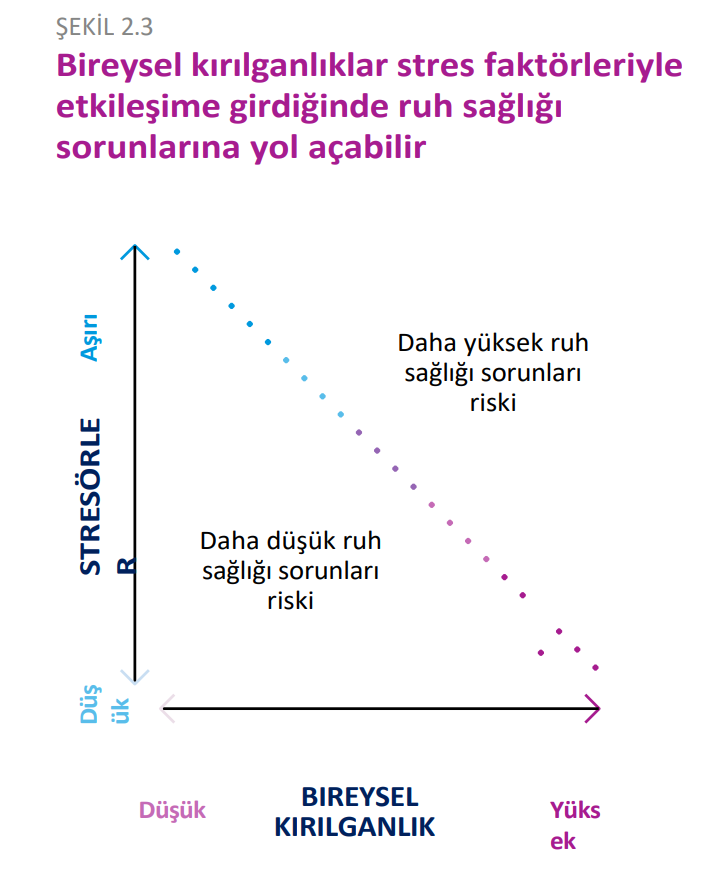 ŞEKİL 2.3
Bireysel kırılganlıklar stres faktörleriyle
etkileşime girdiğinde ruh sağlığı
sorunlarına yol açabilir
Aşırı
Daha yüksek ruh
sağlığı sorunları
riski
STRESÖRLE
R
Daha düşük ruh
sağlığı sorunları
riski
Düş
ük
Düşük
BIREYSEL
KIRILGANLIK
Yüks
ek